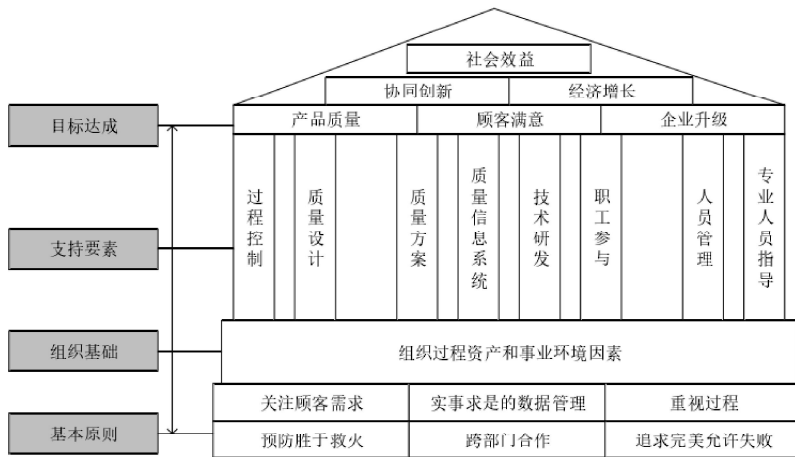 社会效益
协同创新
经济增长
目标达成
产品质量
顾客满意
企业升级
支持要素
过程控制
质量设计
质量方案
质量信息系统
技术研发
职工参与
人员管理
专业人员指导
组织基础
组织过程资产和事业环境因素
关注顾客需求
实事求是的数据管理
重视过程
基本原则
预防胜于救火
跨部门合作
追求完美允许失败